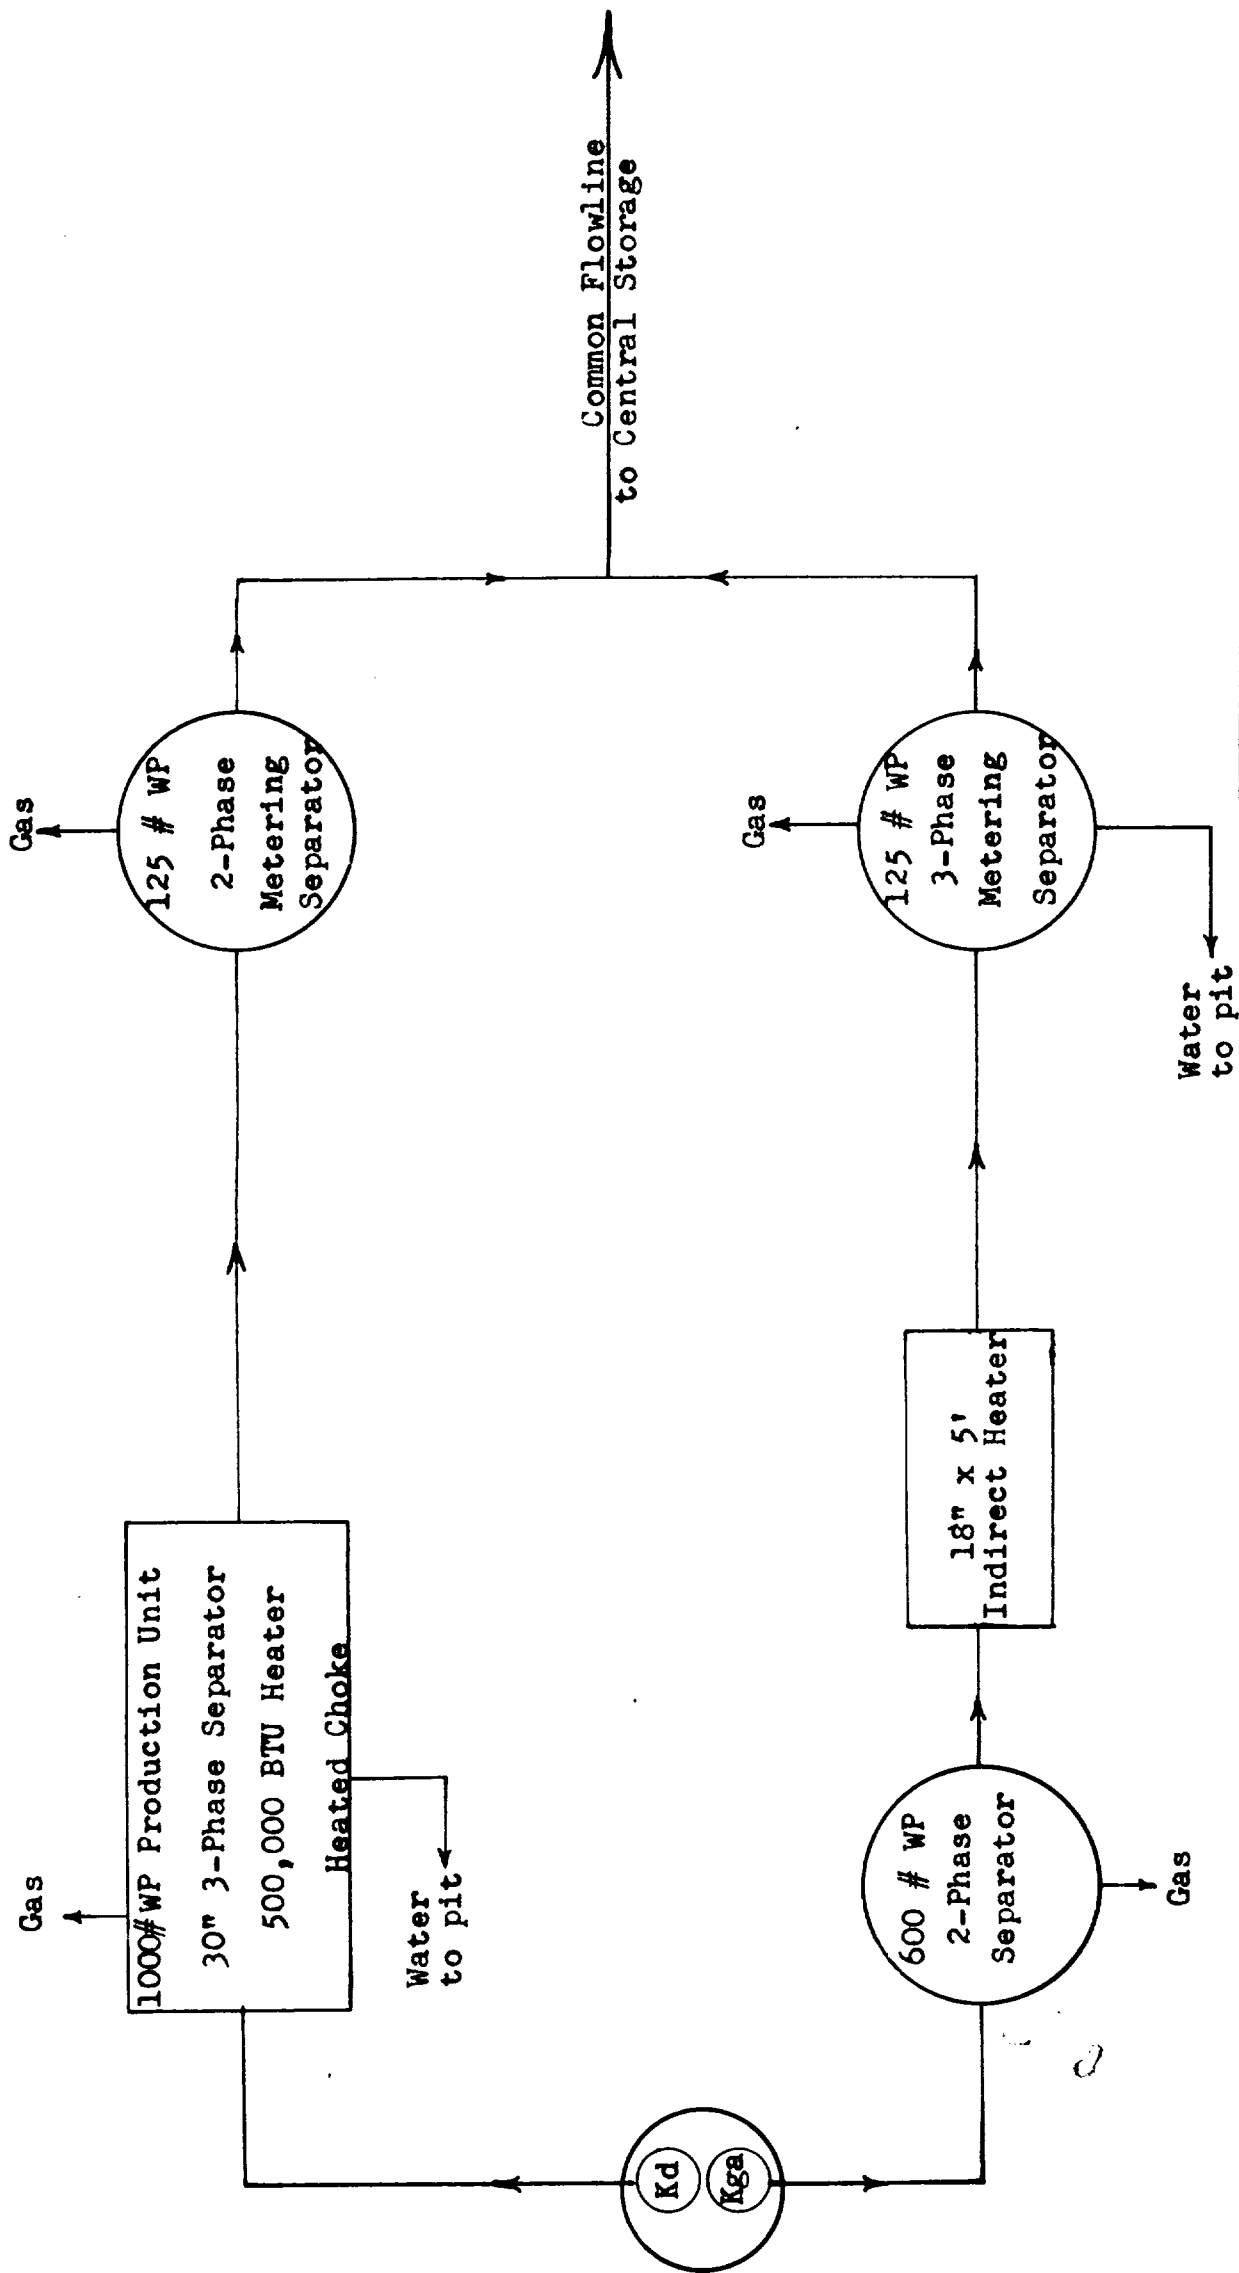 Gas
1000#WP Production Unit
30" 3-Phase Separator
500,000 BTU Heater
Heated Choke
Water
to pit
Gas
125 # WP
2-Phase
Metering
Separator
Kd
Kga
Common Flowline
to Central Storage
600 # WP
2-Phase
Separator
Gas
18" x 5'
Indirect Heater
Gas
125 # WP
3-Phase
Metering
Separator
Water
to pit